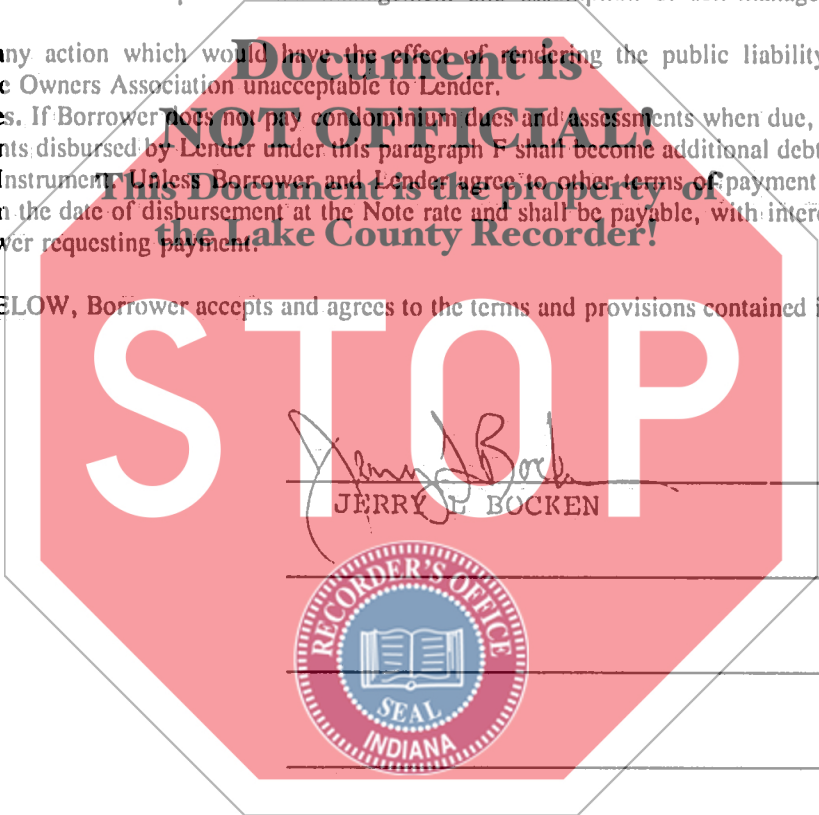 any action which would have the effect of rendering the public liability
Owners Association unacceptable to Lender.
If Borrower does not pay condominium dues and assessments when due,
disbursed by Lender under this paragraph F shall become additional debt
Instrument. Unless Borrower and Lender agree to other terms of payment
the date of disbursement at the Note rate and shall be payable, with
requesting payment.
Document is
NOT OFFICIAL!
This Document is the property of
the Lake County Recorder!
ELOW, Borrower accepts and agrees to the terms and provisions contained
STOP
JERRY L BOCKEN
RECORDER'S OFFICE
SEAL
INDIANA